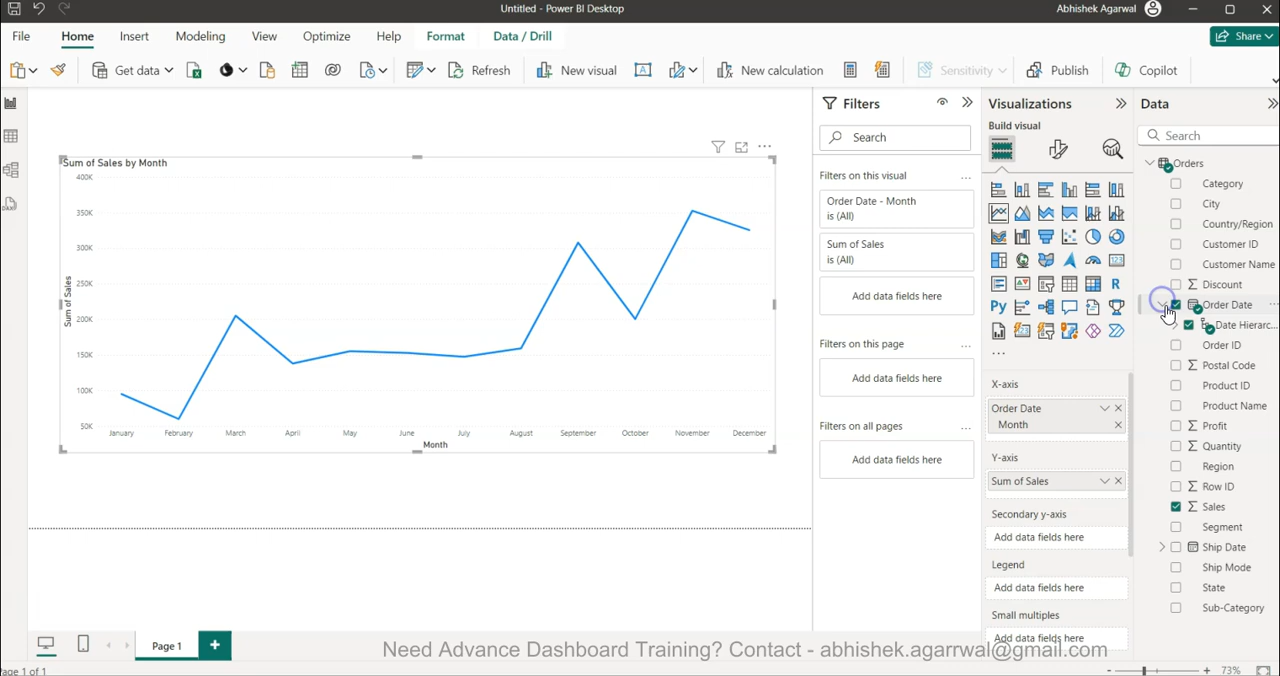 Untitled - Power BI Desktop
Abhishek Agarwal
File Home Insert Modeling View Optimize Help Format Data / Drill
Share
Get data
Refresh
New visual
New calculation
Sensitivity
Publish
Copilot
Sum of Sales by Month
400K
350K
300K
250K
200K
150K
100K
50K
Sum of Sales
January February March April May June July August September October November December
Month
Filters
Search
Filters on this visual
Order Date - Month
is (All)
Sum of Sales
is (All)
Add data fields here
Filters on this page
Add data fields here
Filters on all pages
Add data fields here
Visualizations
Build visual
R
Py
123
X-axis
Order Date
Month
Y-axis
Sum of Sales
Secondary y-axis
Add data fields here
Legend
Add data fields here
Small multiples
Add data fields here
Data
Search
Orders
Category
City
Country/Region
Customer ID
Customer Name
Discount
Order Date
Date Hierarc...
Order ID
Postal Code
Product ID
Product Name
Profit
Quantity
Region
Row ID
Sales
Segment
Ship Date
Ship Mode
State
Sub-Category
Page 1
Need Advance Dashboard Training? Contact - abhishek.agarrwal@gmail.com
age 1 of 1
73%